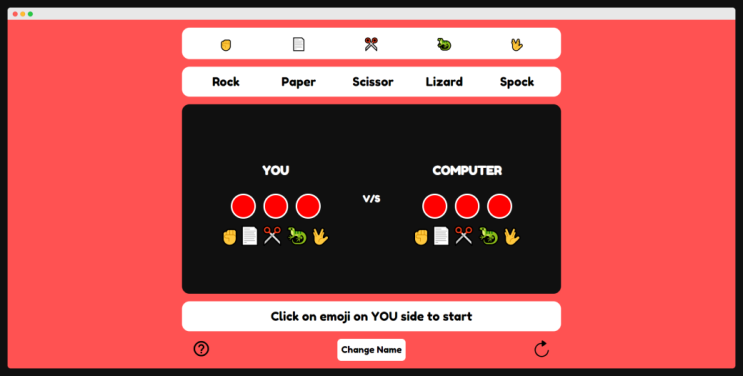 Rock Paper Scissor Lizard Spock
YOU
COMPUTER
V/S
Click on emoji on YOU side to start
Change Name